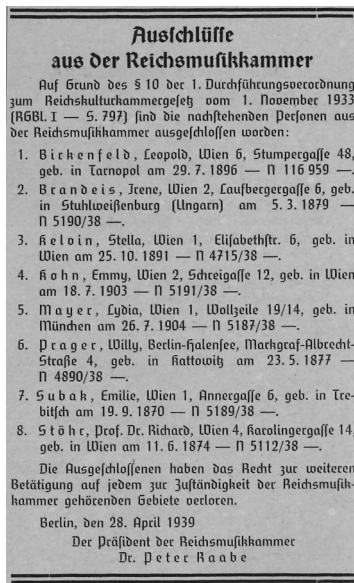 Ausschlüsse
aus der Reichsmusikkammer
Auf Grund des § 10 der 1. Durchführungsverordnung
zum Reichskulturkammergesetz vom 1. November 1933
(RGBl. I — S. 797) sind die nachstehenden Personen aus
der Reichsmusikkammer ausgeschlossen worden:
1. Birkenfeld, Leopold, Wien 6, Stumpergasse 48,
geb. in Tarnopol am 29. 7. 1896 — N 116 959 —.
2. Brandeis, Irene, Wien 2, Laufbergergasse 6, geb.
in Stuhlweißenburg (Ungarn) am 5. 3. 1879 —
N 5190/38 —.
3. Keloin, Stella, Wien 1, Elisabethstr. 6, geb. in
Wien am 25. 10. 1891 — N 4715/38 —.
4. Kohn, Emmy, Wien 2, Schreigasse 12, geb. in Wien
am 18. 7. 1903 — N 5191/38 —.
5. Mayer, Lydia, Wien 1, Wollzeile 19/14, geb. in
München am 26. 7. 1904 — N 5187/38 —.
6. Prager, Willy, Berlin-Halensee, Markgraf-Albrecht-
Straße 4, geb. in Kattowitz am 23. 5. 1877 —
N 4890/38 —.
7. Subak, Emilie, Wien 1, Annergasse 6, geb. in Tre-
bitsch am 19. 9. 1870 — N 5189/38 —.
8. Stöhr, Prof. Dr. Richard, Wien 4, Karolingergasse 14,
geb. in Wien am 11. 6. 1874 — N 5112/38 —.
Die Ausgeschlossenen haben das Recht zur weiteren
Betätigung auf jedem zur Zuständigkeit der Reichsmusik-
kammer gehörenden Gebiete verloren.
Berlin, den 28. April 1939
Der Präsident der Reichsmusikkammer
Dr. Peter Raabe